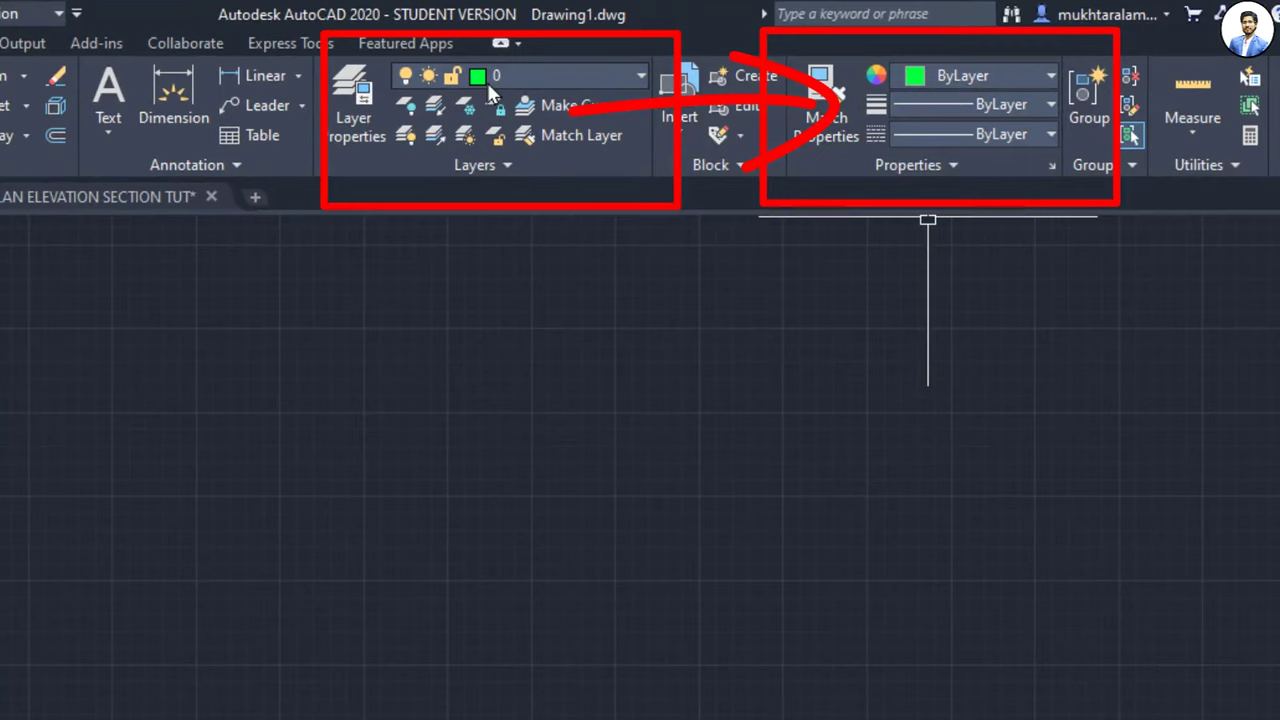 ion Autodesk AutoCAD 2020 - STUDENT VERSION Drawing1.dwg Type a keyword or phrase mukhtaralam...
Output Add-ins Collaborate Express Featured Apps
Linear 0 Create ByLayer
Leader ByLayer
Text Dimension Layer Properties Insert Match Properties Group Measure
Table Match Layer ByLayer
Annotation Layers Block Properties Group Utilities
LAN ELEVATION SECTION TUT*